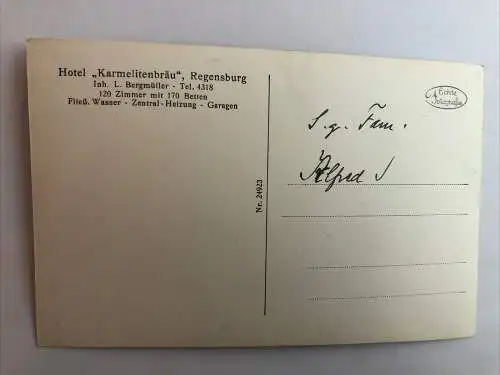 Hotel „Karmelitenbräu“, Regensburg
Inh. L. Bergmüller - Tel. 4318
120 Zimmer mit 170 Betten
Fließ. Wasser - Zentral-Heizung - Garagen
Nr. 24923
Echte
Photographie
S. g. Fam.
Alfred S